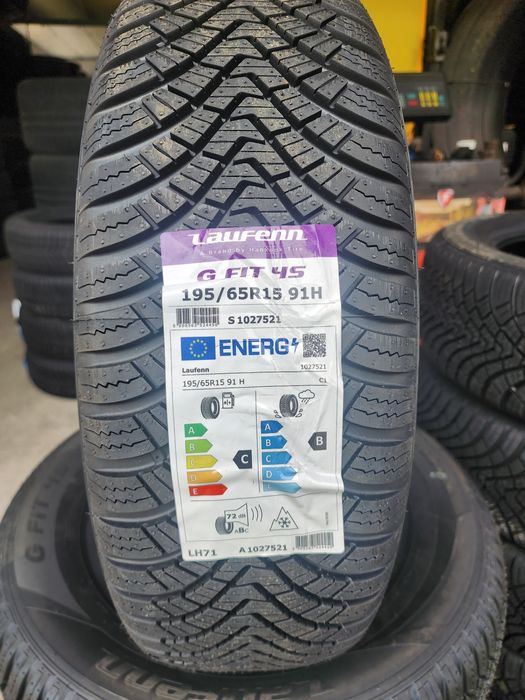 Laufenn
A Brand by Hankook Tire
G FIT 4S
195/65R15 91H
S 1027521
ENERG
Laufenn
1027521
195/65R15 91 H
C1
A
B
C
D
E
C
A
B
C
D
E
B
72 dB
ABC
LH71
A 1027521
G FIT